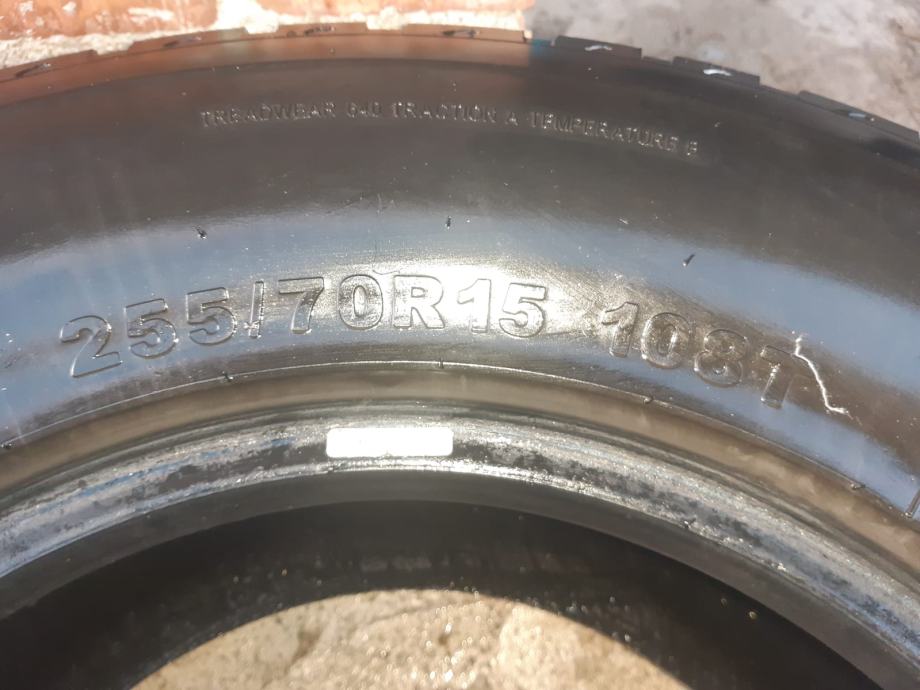 TREADWEAR 640 TRACTION A TEMPERATURE B
255/70R15 108T